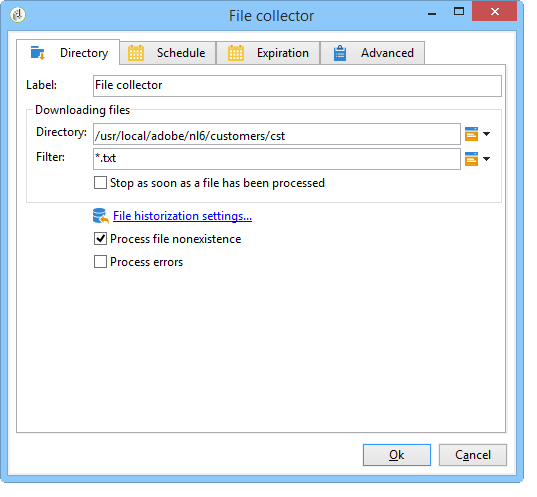 File collector
Directory Schedule Expiration Advanced
Label: File collector
Downloading files
Directory: /usr/local/adobe/nl6/customers/cst
Filter: *.txt
Stop as soon as a file has been processed
File historization settings...
Process file nonexistence
Process errors
Ok Cancel